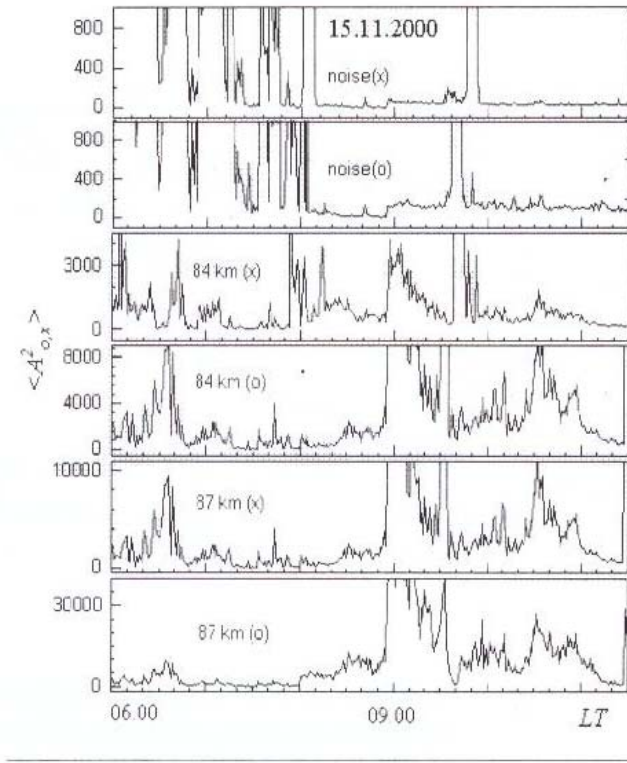 800
400
0
15.11.2000
noise(x)
800
400
0
noise(o)
3000
0
84 km (x)
<A²ₒ,ₓ>
8000
4000
0
84 km (o)
10000
0
87 km (x)
30000
0
87 km (o)
06.00 09.00 LT